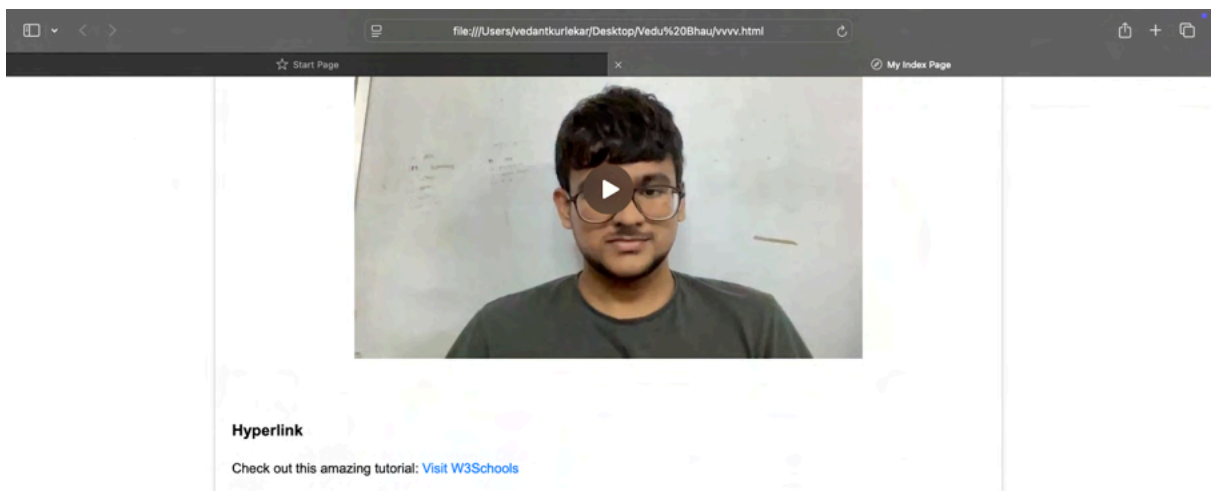 file:///Users/vedantkurlekar/Desktop/Vedu%20Bhau/vvvv.html
Start Page
My Index Page
Hyperlink
Check out this amazing tutorial: Visit W3Schools